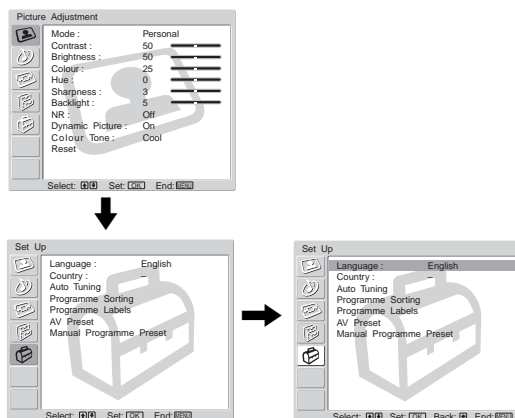 Picture Adjustment
Mode : Personal
Contrast : 50
Brightness : 50
Colour : 25
Hue : 0
Sharpness : 3
Backlight : 5
NR : Off
Dynamic Picture : On
Colour Tone : Cool
Reset
Select: Set: OK End: MENU
Set Up
Language : English
Country : –
Auto Tuning
Programme Sorting
Programme Labels
AV Preset
Manual Programme Preset
Select: Set: OK End: MENU
Set Up
Language : English
Country : –
Auto Tuning
Programme Sorting
Programme Labels
AV Preset
Manual Programme Preset
Select: Set: OK Back: End: MENU